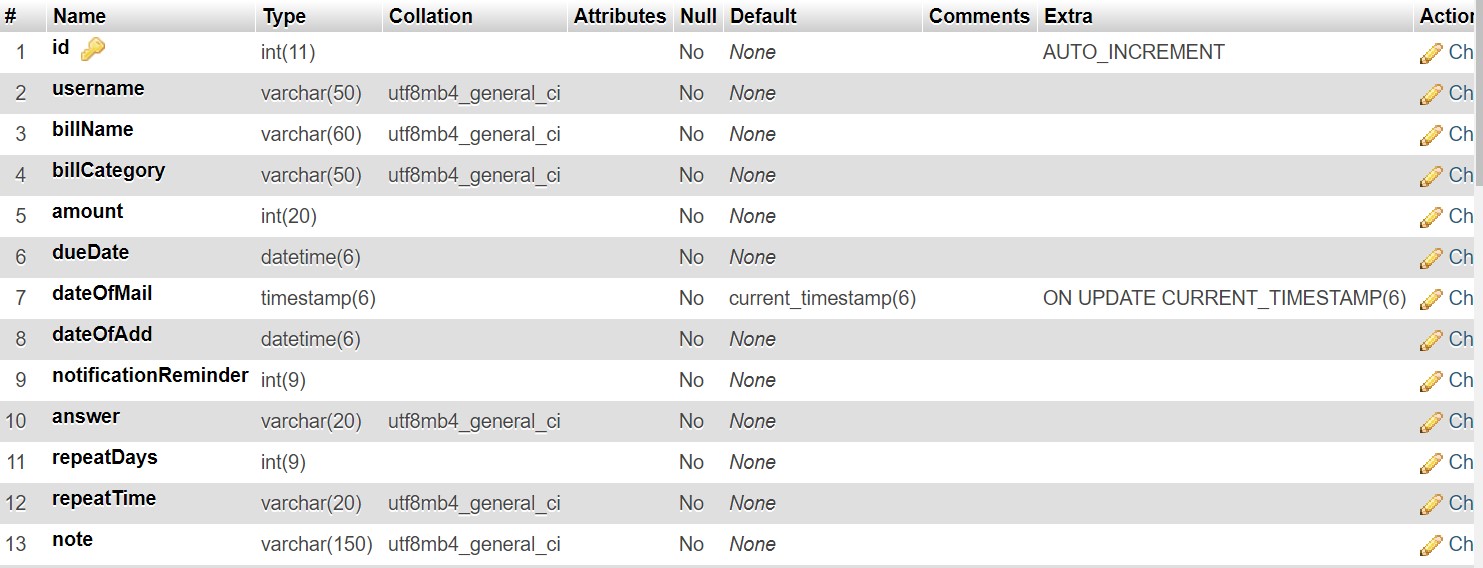 # Name Type Collation Attributes Null Default Comments Extra Action
1 id int(11) No None AUTO_INCREMENT Ch
2 username varchar(50) utf8mb4_general_ci No None Ch
3 billName varchar(60) utf8mb4_general_ci No None Ch
4 billCategory varchar(50) utf8mb4_general_ci No None Ch
5 amount int(20) No None Ch
6 dueDate datetime(6) No None Ch
7 dateOfMail timestamp(6) No current_timestamp(6) ON UPDATE CURRENT_TIMESTAMP(6) Ch
8 dateOfAdd datetime(6) No None Ch
9 notificationReminder int(9) No None Ch
10 answer varchar(20) utf8mb4_general_ci No None Ch
11 repeatDays int(9) No None Ch
12 repeatTime varchar(20) utf8mb4_general_ci No None Ch
13 note varchar(150) utf8mb4_general_ci No None Ch